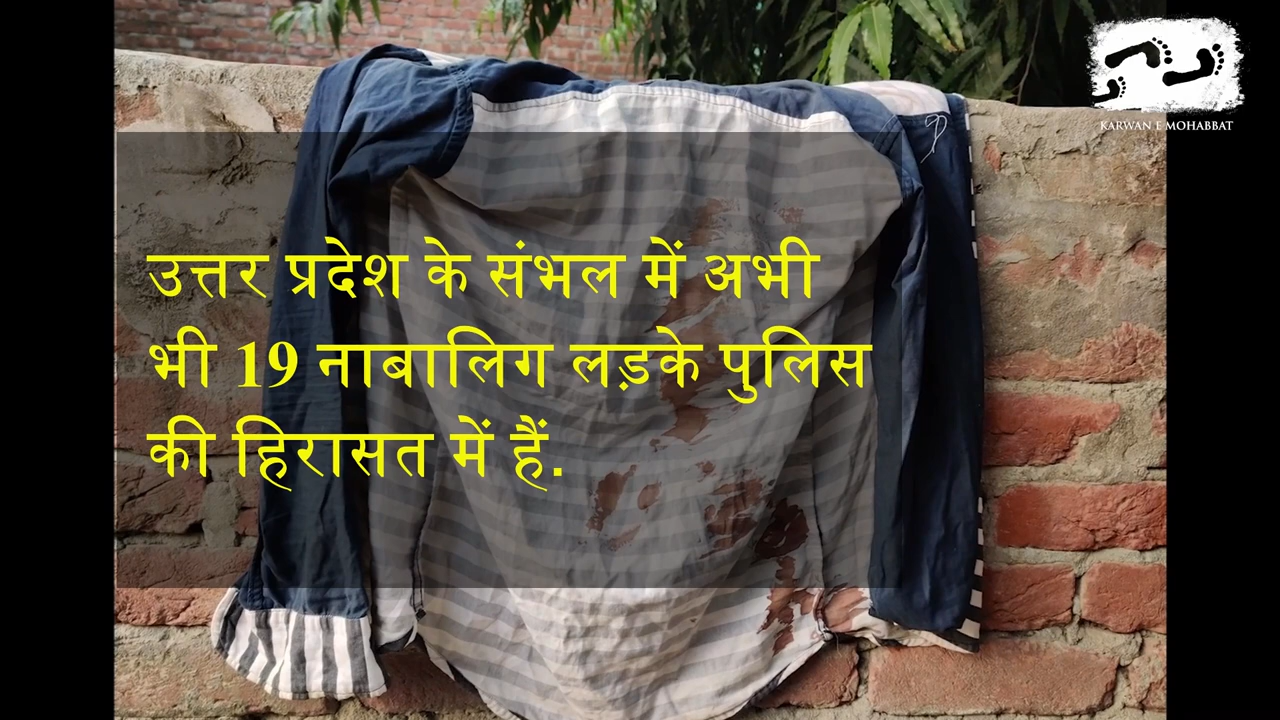 KARWAN E MOHABBAT
उत्तर प्रदेश के संभल में अभी
भी 19 नाबालिग लड़के पुलिस
की हिरासत में हैं.